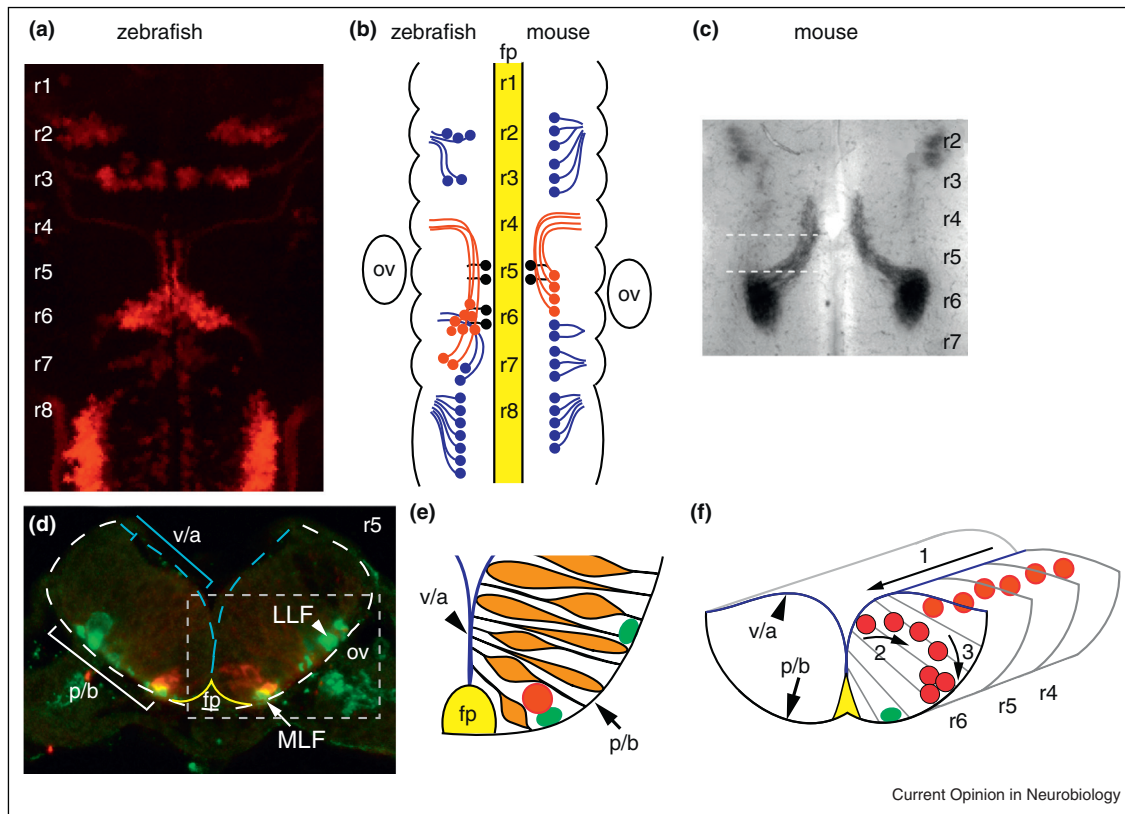 (a) zebrafish
r1
r2
r3
r4
r5
r6
r7
r8
(b) zebrafish mouse
fp
r1
r2
r3
r4
r5
r6
r7
r8
ov
ov
(c) mouse
r2
r3
r4
r5
r6
r7
(d) r5
v/a
LLF
ov
p/b
fp
MLF
(e)
v/a
fp
p/b
(f)
1
v/a
2
3
p/b
r6
r5
r4
Current Opinion in Neurobiology